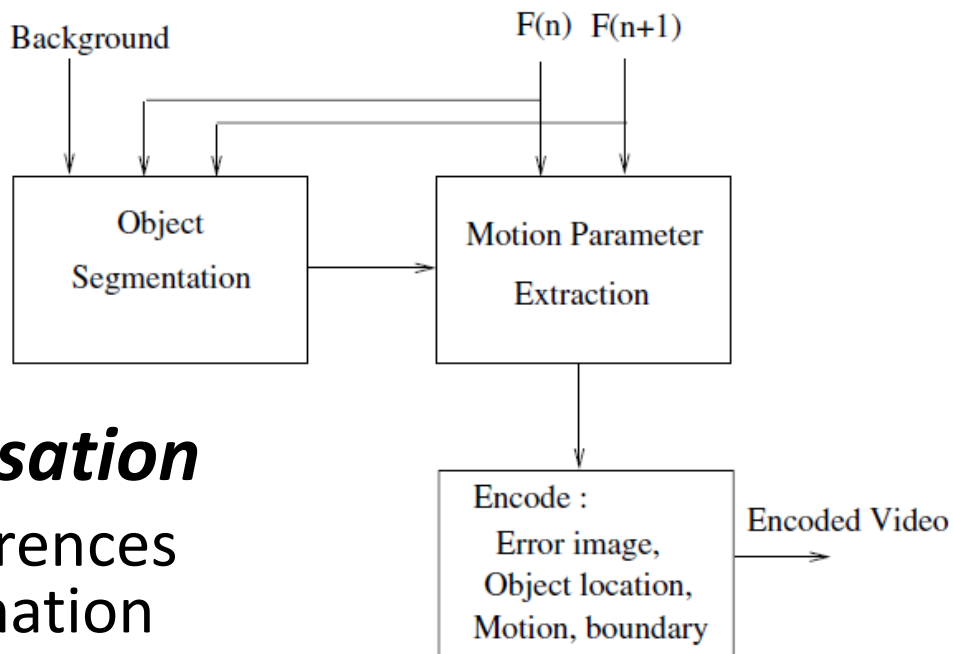 Background
F(n) F(n+1)
Object
Segmentation
Motion Parameter
Extraction
sation
rences
nation
Encode :
Error image,
Object location,
Motion, boundary
Encoded Video